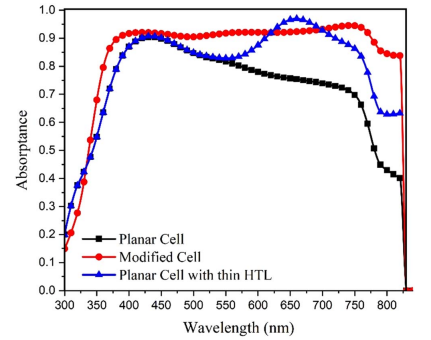 1.0
0.9
0.8
0.7
0.6
0.5
0.4
0.3
0.2
0.1
0.0
Absorptance
Planar Cell
Modified Cell
Planar Cell with thin HTL
300 350 400 450 500 550 600 650 700 750 800
Wavelength (nm)